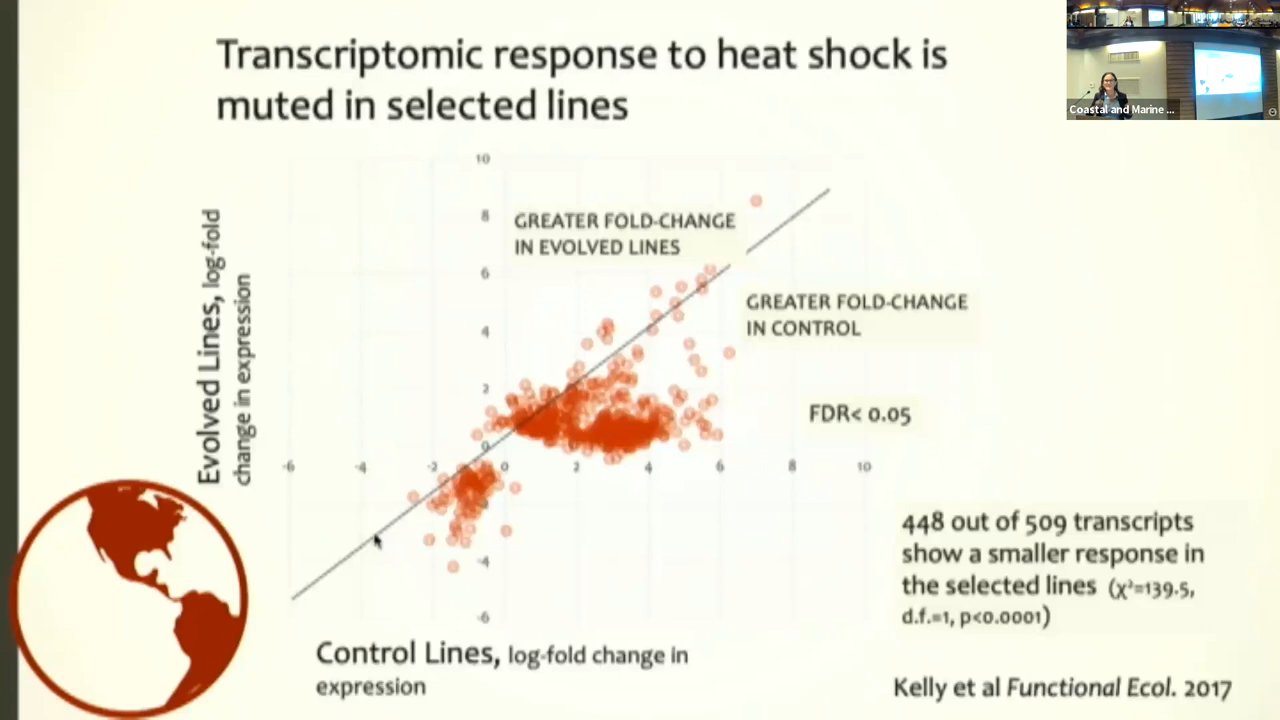 Transcriptomic response to heat shock is
muted in selected lines
Coastal and Marine ...
Evolved Lines, log-fold
change in expression
10
8
6
4
2
0
-2
-4
-6
-6
-4
-2
0
2
4
6
8
10
GREATER FOLD-CHANGE
IN EVOLVED LINES
GREATER FOLD-CHANGE
IN CONTROL
FDR< 0.05
448 out of 509 transcripts
show a smaller response in
the selected lines (χ²=139.5,
d.f.=1, p<0.0001)
Control Lines, log-fold change in
expression
Kelly et al Functional Ecol. 2017